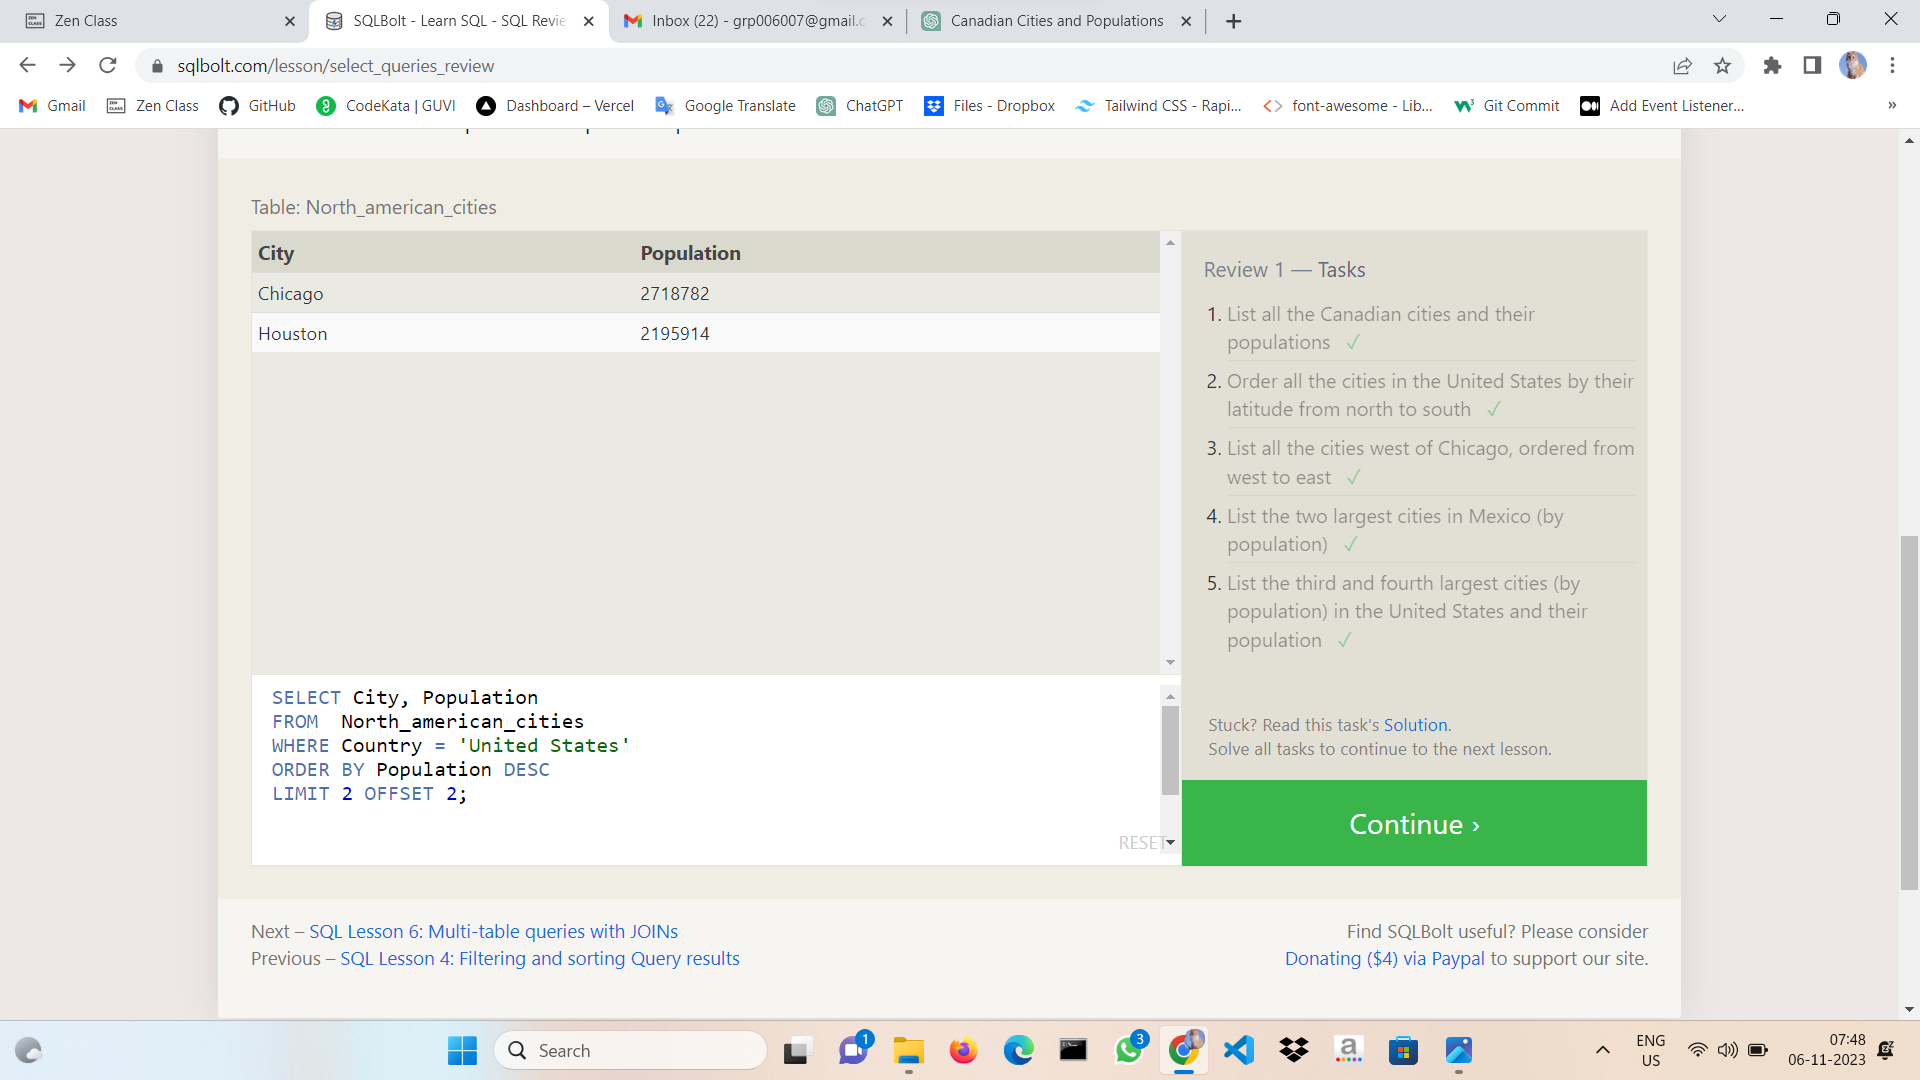 Zen Class
SQLBolt - Learn SQL - SQL Revie
Inbox (22) - grp006007@gmail.c
Canadian Cities and Populations
sqlbolt.com/lesson/select_queries_review
Gmail
Zen Class
GitHub
CodeKata | GUVI
Dashboard – Vercel
Google Translate
ChatGPT
Files - Dropbox
Tailwind CSS - Rapi...
font-awesome - Lib...
Git Commit
Add Event Listener...
»
Table: North_american_cities
City Population
Chicago 2718782
Houston 2195914
SELECT City, Population
FROM  North_american_cities
WHERE Country = 'United States'
ORDER BY Population DESC
LIMIT 2 OFFSET 2;
RESET
Review 1 — Tasks
1. List all the Canadian cities and their
populations ✓
2. Order all the cities in the United States by their
latitude from north to south ✓
3. List all the cities west of Chicago, ordered from
west to east ✓
4. List the two largest cities in Mexico (by
population) ✓
5. List the third and fourth largest cities (by
population) in the United States and their
population ✓
Stuck? Read this task's Solution.
Solve all tasks to continue to the next lesson.
Continue ›
Next – SQL Lesson 6: Multi-table queries with JOINs
Previous – SQL Lesson 4: Filtering and sorting Query results
Find SQLBolt useful? Please consider
Donating ($4) via Paypal to support our site.
Search
1
3
ENG
US
07:48
06-11-2023